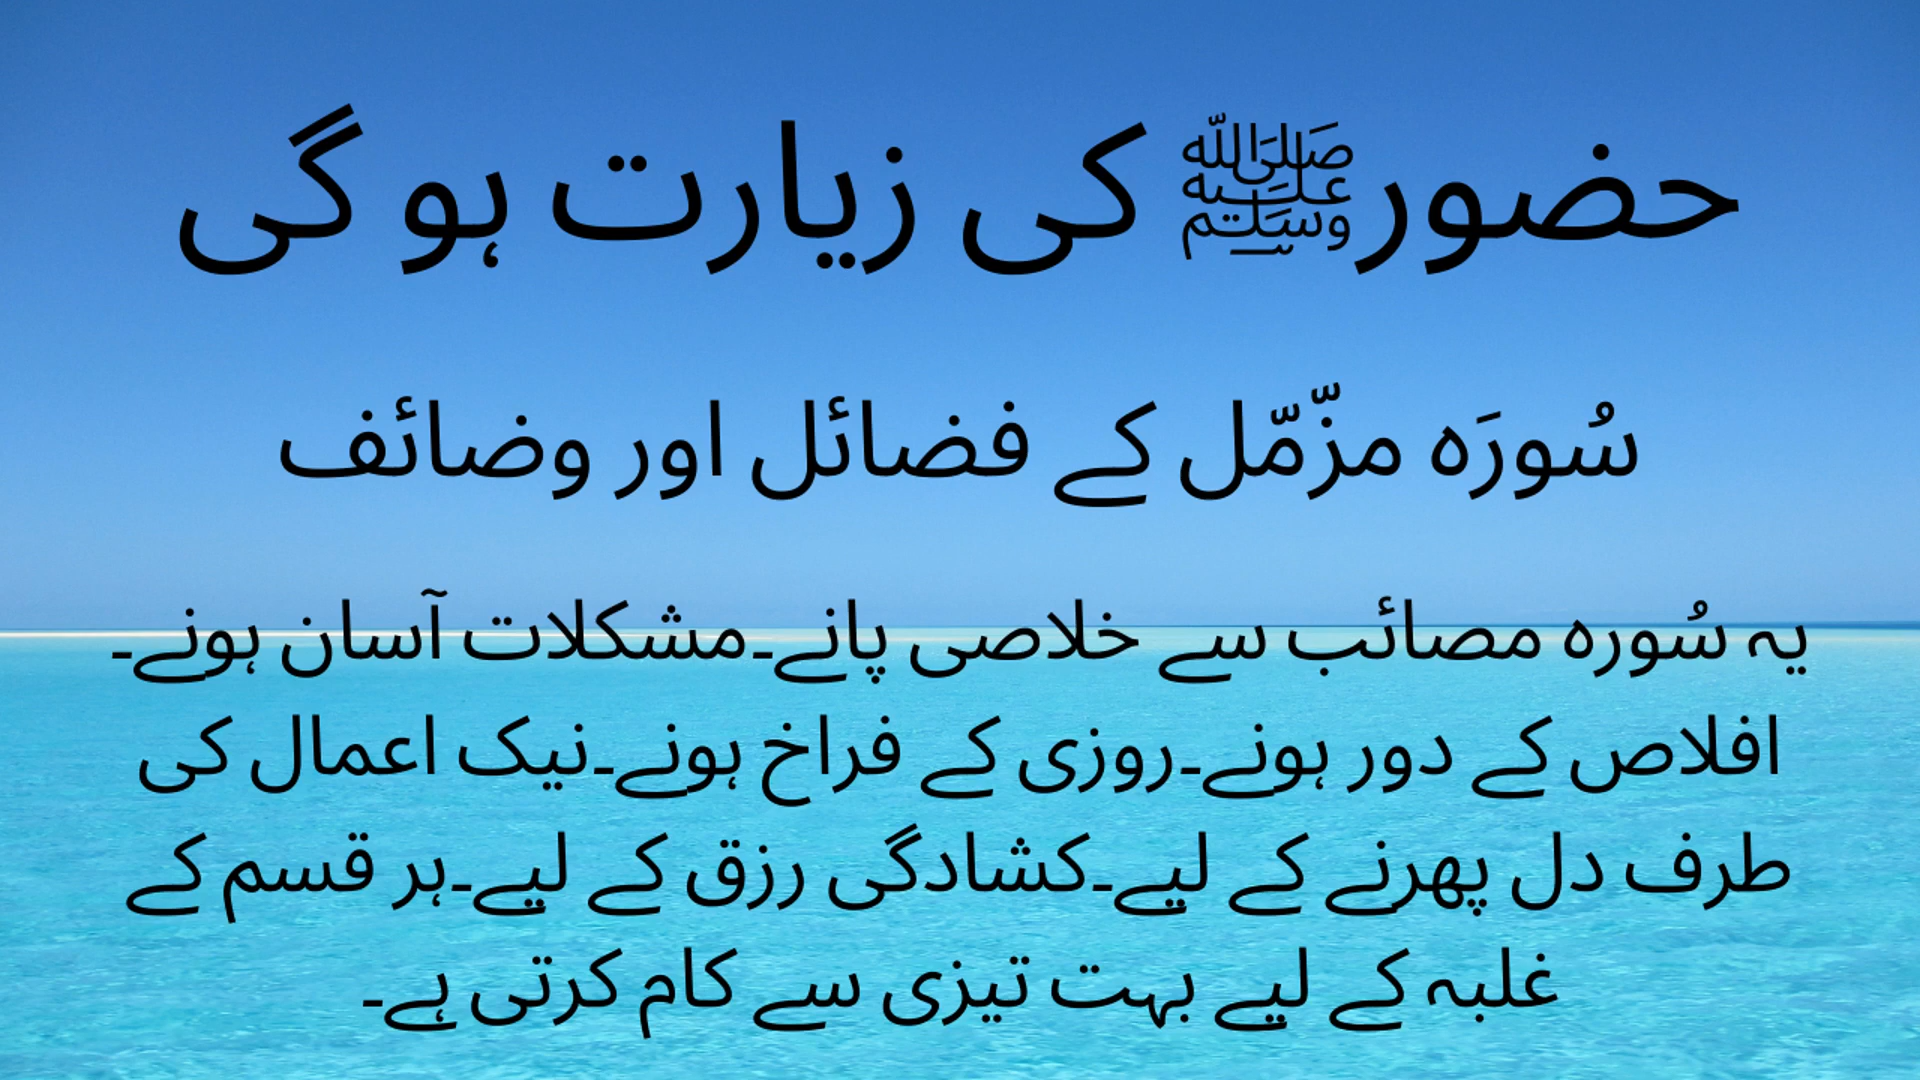 حضورﷺ کی زیارت ہو گی
سُورَہ مزّمّل کے فضائل اور وضائف
یہ سُورہ مصائب سے خلاصی پانے۔مشکلات آسان ہونے۔
افلاص کے دور ہونے۔روزی کے فراخ ہونے۔نیک اعمال کی
طرف دل پھرنے کے لیے۔کشادگی رزق کے لیے۔ہر قسم کے
غلبہ کے لیے بہت تیزی سے کام کرتی ہے۔